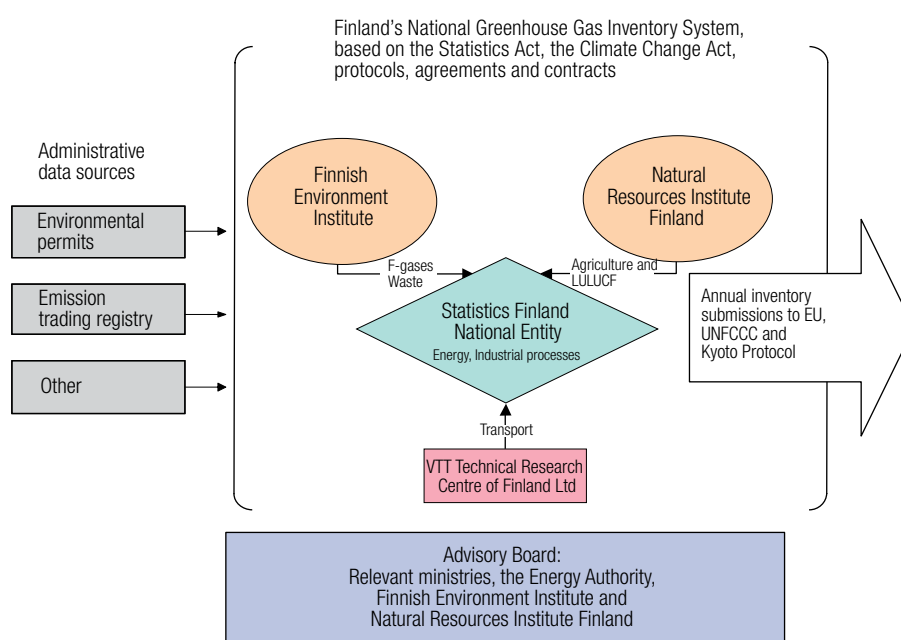 Finland's National Greenhouse Gas Inventory System,
based on the Statistics Act, the Climate Change Act,
protocols, agreements and contracts
Administrative
data sources
Environmental
permits
Emission
trading registry
Other
Finnish
Environment
Institute
Natural
Resources Institute
Finland
F-gases
Waste
Agriculture and
LULUCF
Statistics Finland
National Entity
Energy, Industrial processes
Transport
VTT Technical Research
Centre of Finland Ltd
Annual inventory
submissions to EU,
UNFCCC and
Kyoto Protocol
Advisory Board:
Relevant ministries, the Energy Authority,
Finnish Environment Institute and
Natural Resources Institute Finland